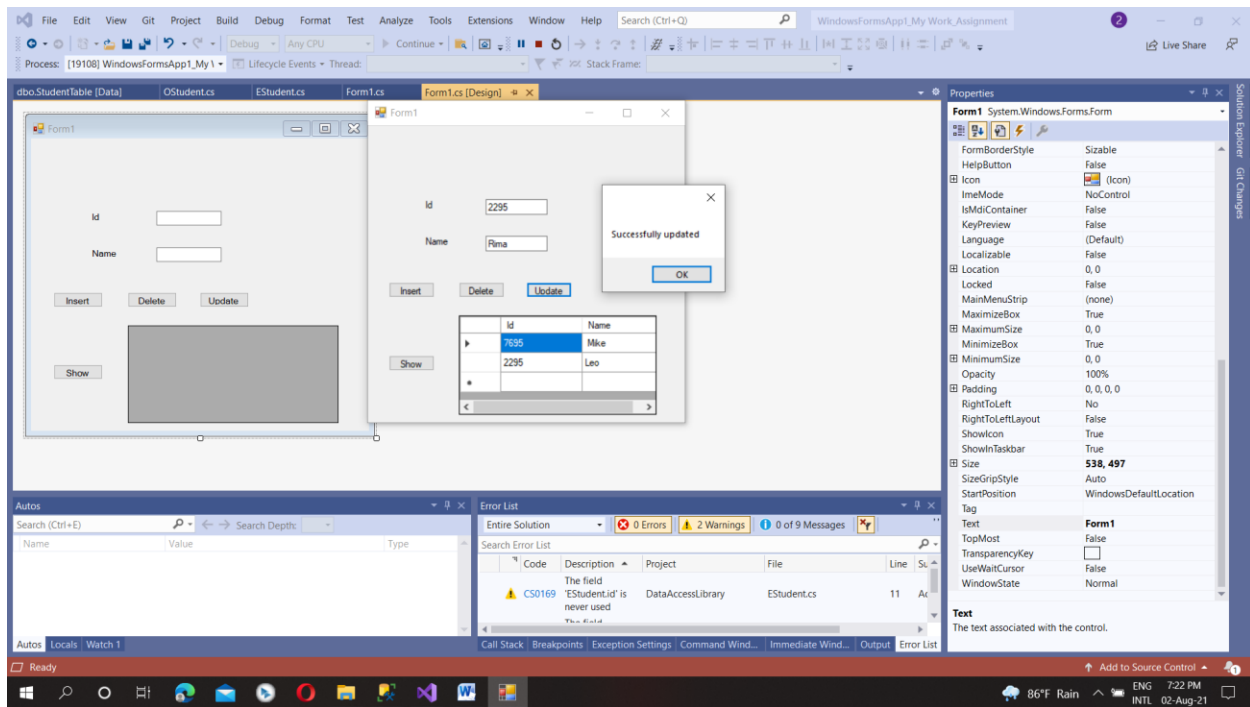 File Edit View Git Project Build Debug Format Test Analyze Tools Extensions Window Help Search (Ctrl+Q) WindowsFormsApp1_My Work_Assignment 2
Debug Any CPU Continue Live Share
Process: [19108] WindowsFormsApp1_My \ Lifecycle Events Thread: Stack Frame:
dbo.StudentTable [Data] OStudent.cs EStudent.cs Form1.cs Form1.cs [Design]
Form1
Id
Name
Insert Delete Update
Show
Form1
Id 2295
Name Rima
Insert Delete Update
Show
Id Name
7695 Mike
2295 Leo
Successfully updated
OK
Properties
Form1 System.Windows.Forms.Form
FormBorderStyle Sizable
HelpButton False
Icon (Icon)
ImeMode NoControl
IsMdiContainer False
KeyPreview False
Language (Default)
Localizable False
Location 0, 0
Locked False
MainMenuStrip (none)
MaximizeBox True
MaximumSize 0, 0
MinimizeBox True
MinimumSize 0, 0
Opacity 100%
Padding 0, 0, 0, 0
RightToLeft No
RightToLeftLayout False
ShowIcon True
ShowInTaskbar True
Size 538, 497
SizeGripStyle Auto
StartPosition WindowsDefaultLocation
Tag
Text Form1
TopMost False
TransparencyKey
UseWaitCursor False
WindowState Normal
Text
The text associated with the control.
Solution Explorer
Git Changes
Autos
Search (Ctrl+E) Search Depth:
Name Value Type
Autos Locals Watch 1
Error List
Entire Solution 0 Errors 2 Warnings 0 of 9 Messages
Search Error List
Code Description Project File Line Su
The field
CS0169 'EStudent.id' is DataAccessLibrary EStudent.cs 11 Ac
never used
The field
Call Stack Breakpoints Exception Settings Command Wind... Immediate Wind... Output Error List
Ready Add to Source Control 1
86°F Rain ENG INTL 7:22 PM 02-Aug-21